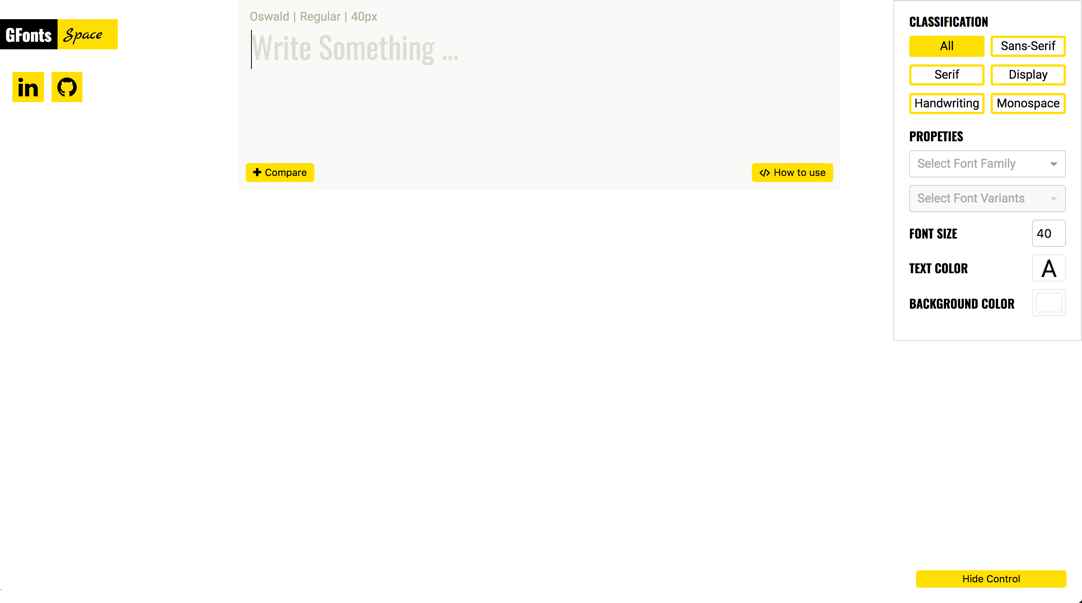 GFonts Space
in
Oswald | Regular | 40px
Write Something ...
Compare
</> How to use
CLASSIFICATION
All
Sans-Serif
Serif
Display
Handwriting
Monospace
PROPETIES
Select Font Family
Select Font Variants
FONT SIZE
40
TEXT COLOR
A
BACKGROUND COLOR
Hide Control